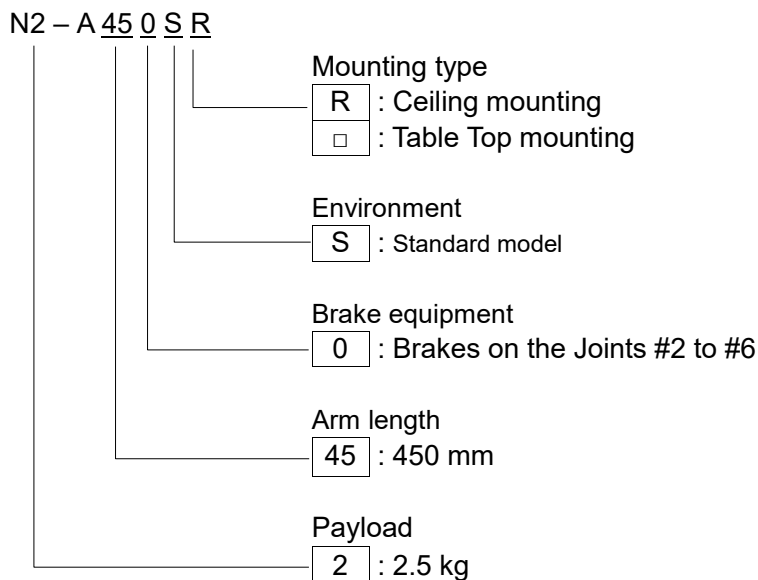 N2 – A 45 0 S R
Mounting type
R : Ceiling mounting
□ : Table Top mounting
Environment
S : Standard model
Brake equipment
0 : Brakes on the Joints #2 to #6
Arm length
45 : 450 mm
Payload
2 : 2.5 kg